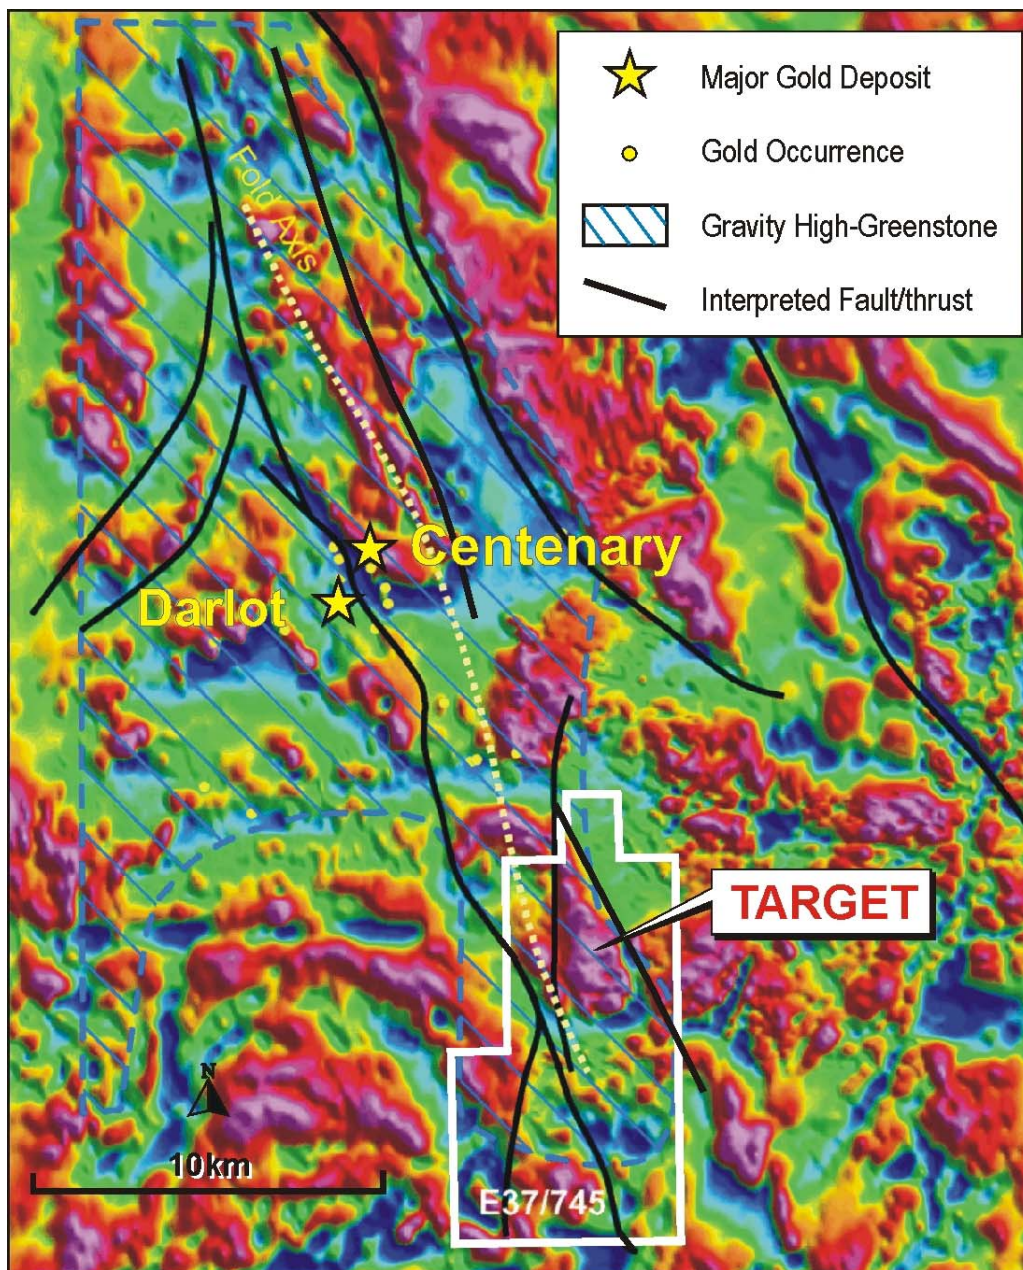 Major Gold Deposit
Gold Occurrence
Gravity High-Greenstone
Interpreted Fault/thrust
Fold Axis
Centenary
Darlot
TARGET
N
10km
E37/745